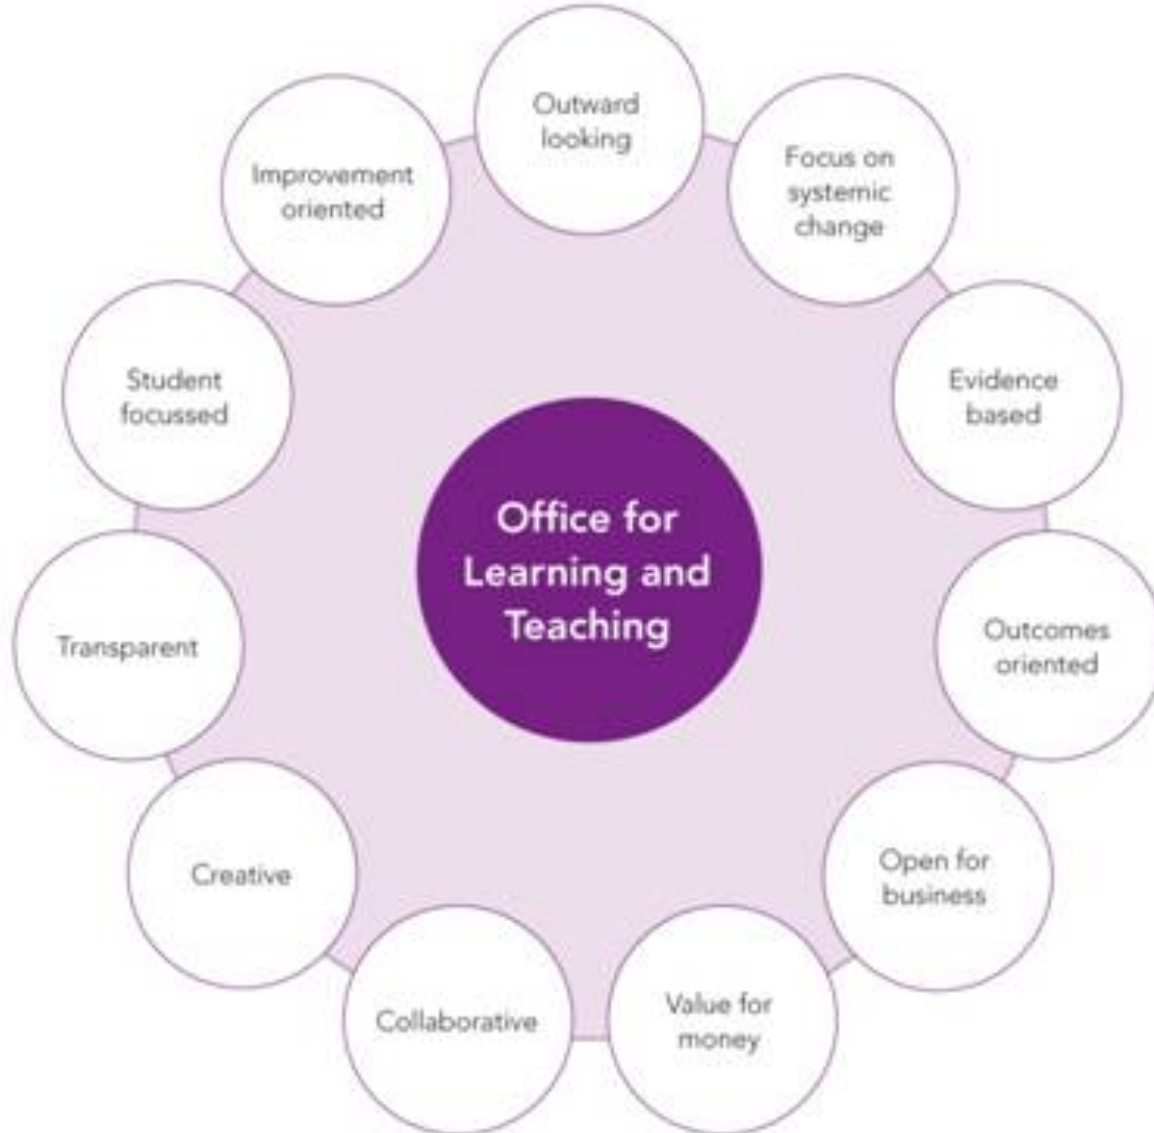 Outward
looking
Focus on
systemic
change
Evidence
based
Outcomes
oriented
Open for
business
Value for
money
Collaborative
Creative
Transparent
Student
focussed
Improvement
oriented
Office for
Learning and
Teaching